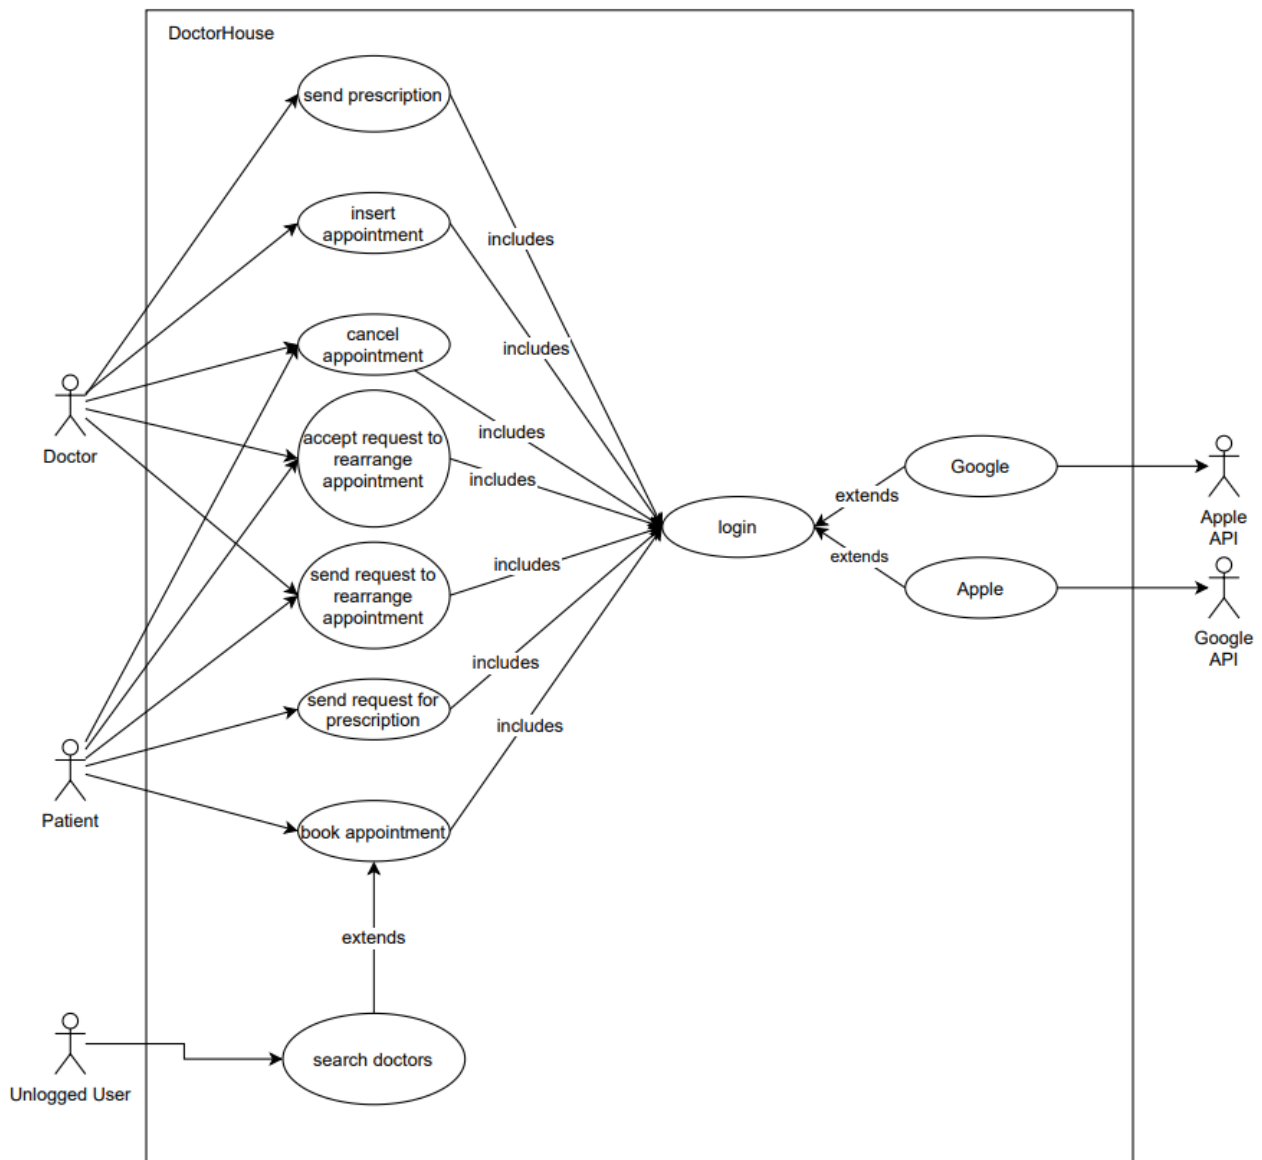 DoctorHouse
send prescription
insert
appointment
includes
cancel
appointment
includes
Doctor
accept request to
rearrange
appointment
includes
includes
Google
extends
Apple
API
login
extends
send request to
rearrange
appointment
includes
Apple
Google
API
send request for
prescription
includes
includes
Patient
book appointment
extends
search doctors
Unlogged User